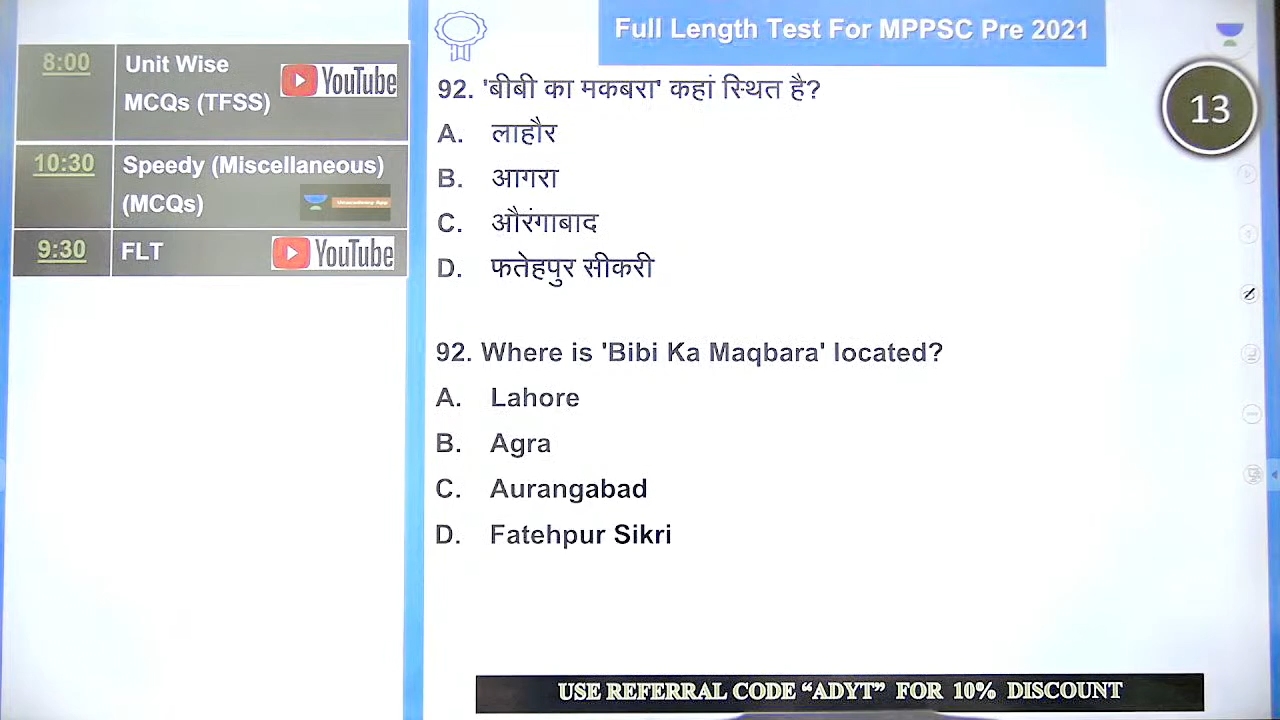 Full Length Test For MPPSC Pre 2021
8:00 Unit Wise
MCQs (TFSS)
YouTube
10:30 Speedy (Miscellaneous)
(MCQs)
Unacademy App
9:30 FLT
YouTube
92. 'बीबी का मकबरा' कहां स्थित है?
A. लाहौर
B. आगरा
C. औरंगाबाद
D. फतेहपुर सीकरी
92. Where is 'Bibi Ka Maqbara' located?
A. Lahore
B. Agra
C. Aurangabad
D. Fatehpur Sikri
13
USE REFERRAL CODE “ADYT” FOR 10% DISCOUNT